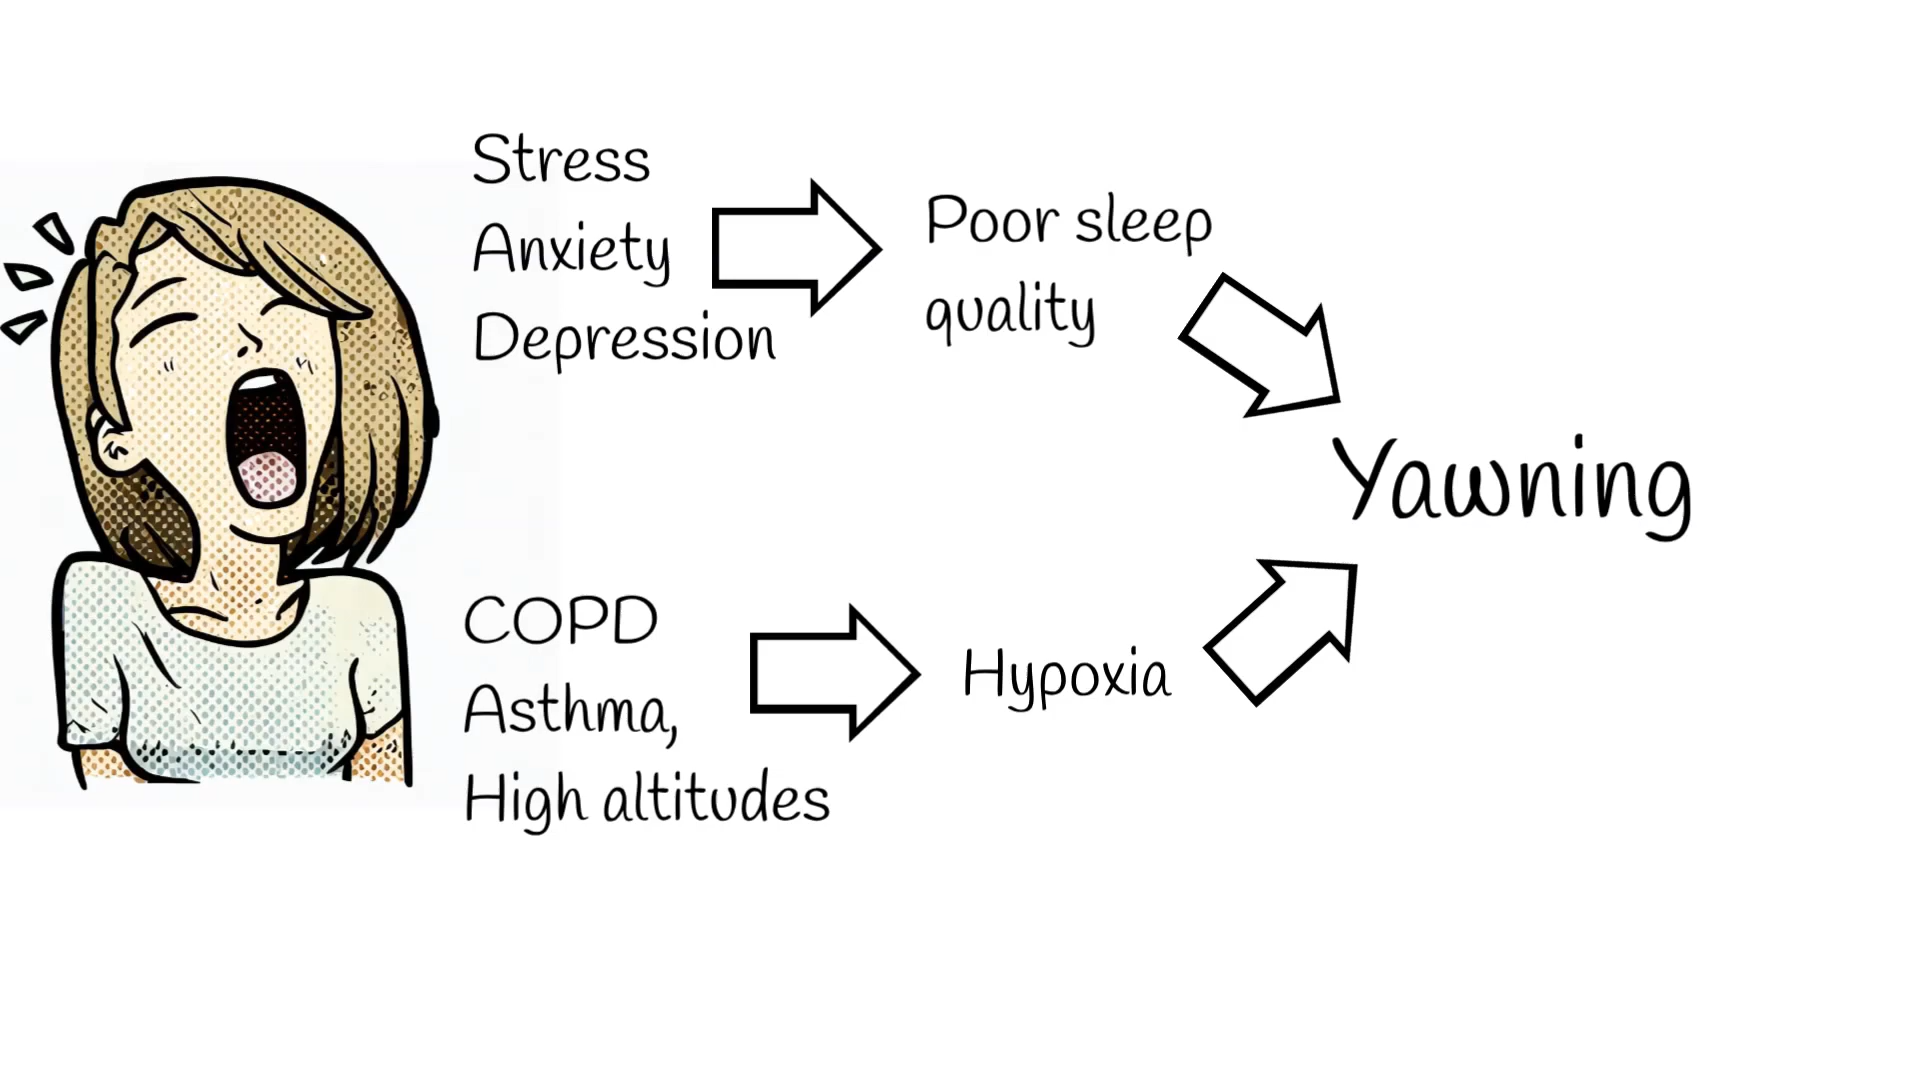 Stress
Anxiety
Depression
Poor sleep
quality
Yawning
COPD
Asthma,
High altitudes
Hypoxia